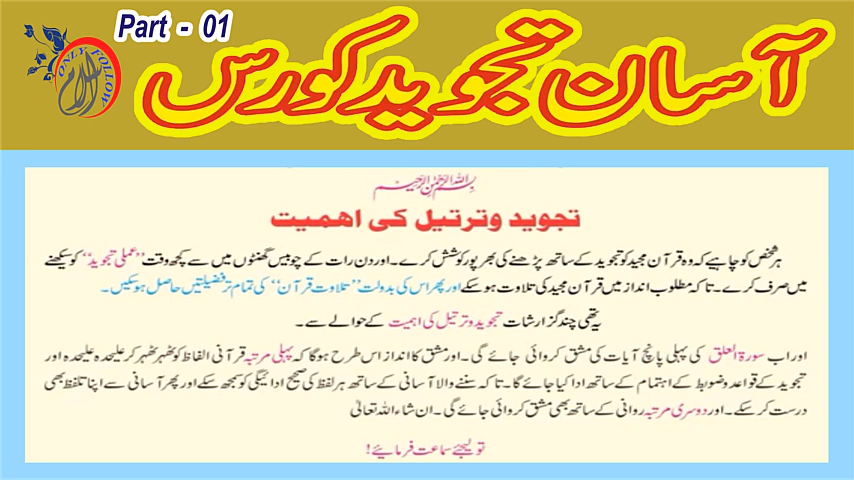 Part - 01
آسان تجوید کورس
ONLY FOLLOW
بسم اللہ الرحمٰن الرحیم
تجوید وترتیل کی اہمیت
ہر شخص کو چاہیے کہ وہ قرآن مجید کو تجوید کے ساتھ پڑھنے کی بھرپور کوشش کرے۔ اور دن رات کے چوبیس گھنٹوں میں سے کچھ وقت ”عملی تجوید“ کو سیکھنے
میں صرف کرے۔ تاکہ مطلوب انداز میں قرآن مجید کی تلاوت ہو سکے اور پھر اس کی بدولت ”تلاوت قرآن“ کی تمام تر فضیلتیں حاصل ہو سکیں۔
یہ تھی چند گزارشات تجوید وترتیل کی اہمیت کے حوالے سے۔
اور اب سورۃ العلق کی پہلی پانچ آیات کی مشق کروائی جائے گی۔ اور مشق کا انداز اس طرح ہوگا کہ پہلی مرتبہ قرآنی الفاظ کو ٹھہر ٹھہر کر علیحدہ علیحدہ اور
تجوید کے قواعد وضوبط کے اہتمام کے ساتھ ادا کیا جائے گا۔ تاکہ سننے والا آسانی کے ساتھ ہر لفظ کی صحیح ادائیگی کو سمجھ سکے اور پھر آسانی سے اپنا تلفظ بھی
درست کر سکے۔ اور دوسری مرتبہ روانی کے ساتھ بھی مشق کروائی جائے گی۔ ان شاء اللہ تعالیٰ
تو لیجئے سماعت فرمائیے!